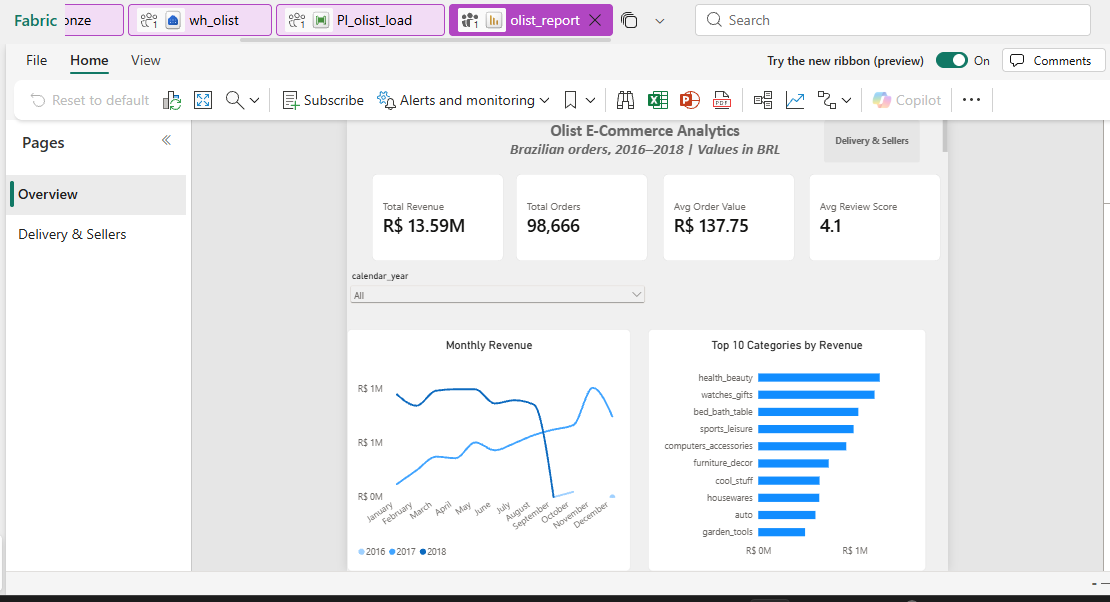 Fabric onze wh_olist Pl_olist_load olist_report Search
File Home View Try the new ribbon (preview) On Comments
Reset to default Subscribe Alerts and monitoring Copilot
Pages
Overview
Delivery & Sellers
Olist E-Commerce Analytics
Brazilian orders, 2016–2018 | Values in BRL
Delivery & Sellers
Total Revenue
R$ 13.59M
Total Orders
98,666
Avg Order Value
R$ 137.75
Avg Review Score
4.1
calendar_year
All
Monthly Revenue
R$ 1M
R$ 1M
R$ 0M
January February March April May June July August September October November December
2016 2017 2018
Top 10 Categories by Revenue
health_beauty
watches_gifts
bed_bath_table
sports_leisure
computers_accessories
furniture_decor
cool_stuff
housewares
auto
garden_tools
R$ 0M R$ 1M